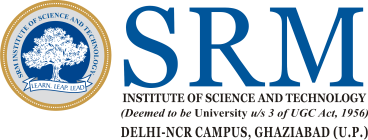 SRM INSTITUTE OF SCIENCE AND TECHNOLOGY
LEARN. LEAP. LEAD
SRM
INSTITUTE OF SCIENCE AND TECHNOLOGY
(Deemed to be University u/s 3 of UGC Act, 1956)
DELHI-NCR CAMPUS, GHAZIABAD (U.P.)